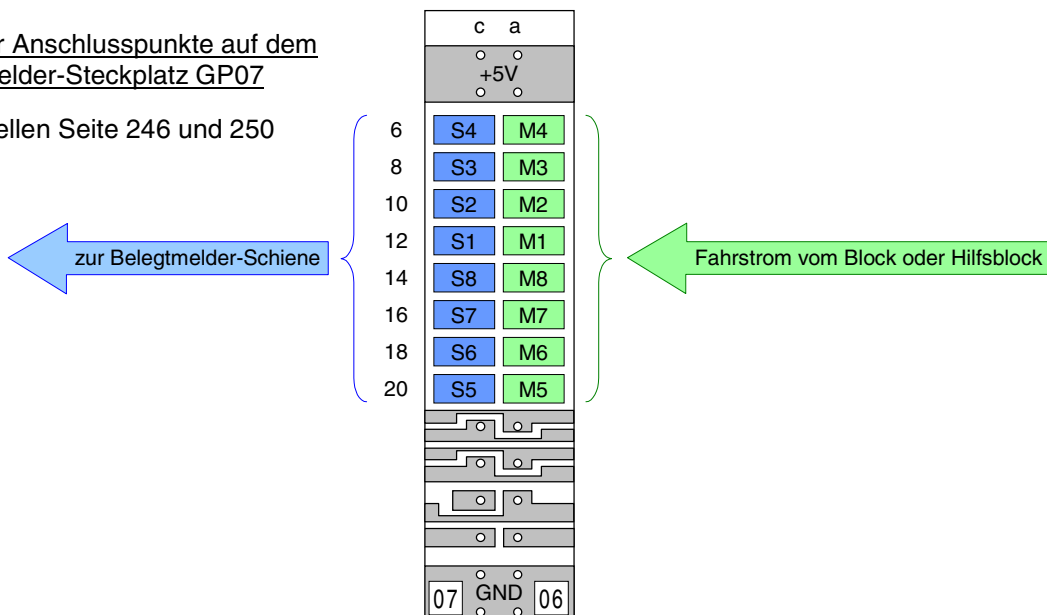 c a
r Anschlusspunkte auf dem
elder-Steckplatz GP07
ellen Seite 246 und 250
+5V
6 S4 M4
8 S3 M3
10 S2 M2
12 S1 M1
14 S8 M8
16 S7 M7
18 S6 M6
20 S5 M5
zur Belegtmelder-Schiene
Fahrstrom vom Block oder Hilfsblock
07 GND 06